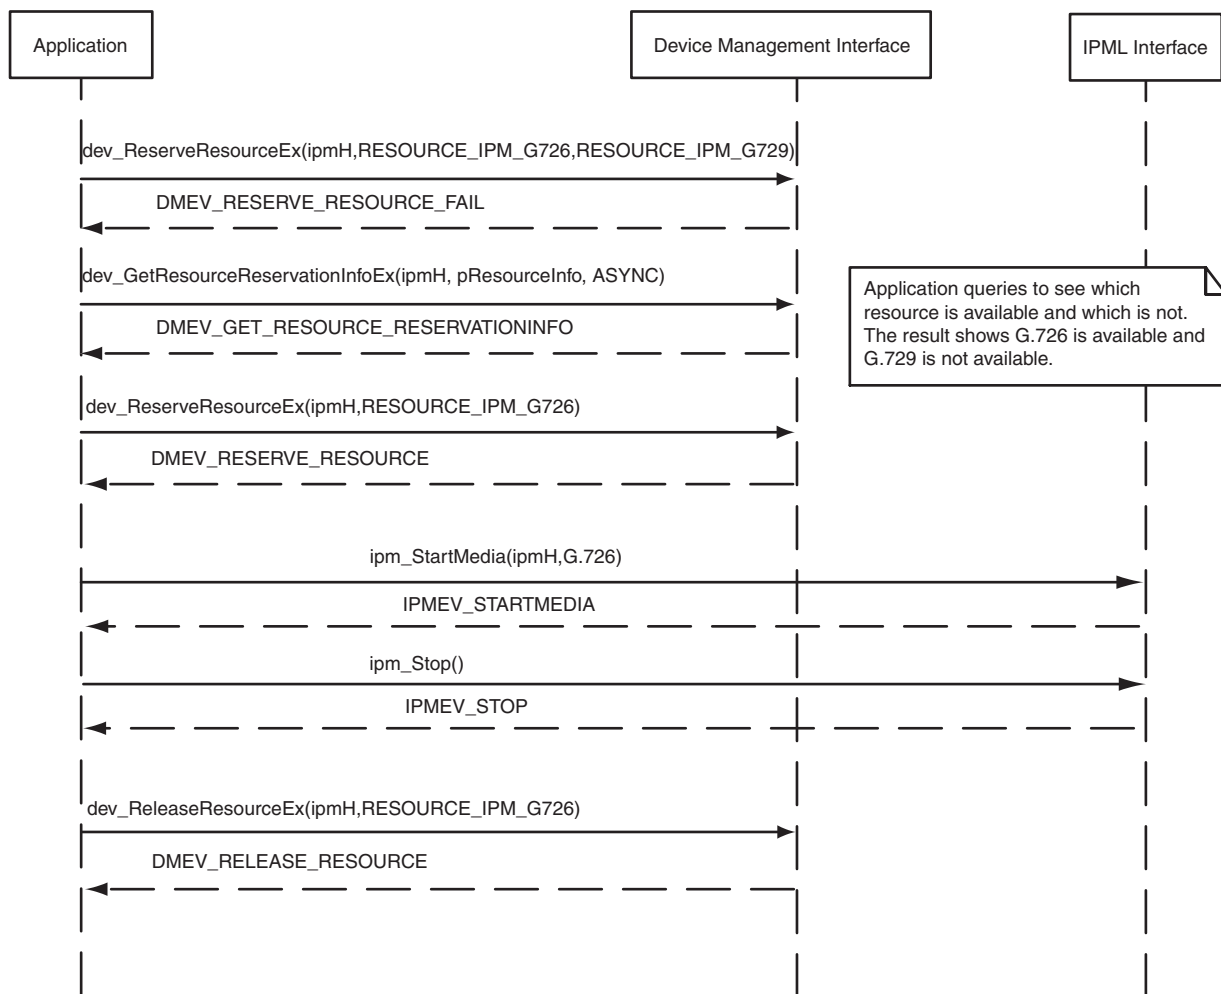 Application
Device Management Interface
IPML Interface
dev_ReserveResourceEx(ipmH,RESOURCE_IPM_G726,RESOURCE_IPM_G729)
DMEV_RESERVE_RESOURCE_FAIL
dev_GetResourceReservationInfoEx(ipmH, pResourceInfo, ASYNC)
Application queries to see which
resource is available and which is not.
The result shows G.726 is available and
G.729 is not available.
DMEV_GET_RESOURCE_RESERVATIONINFO
dev_ReserveResourceEx(ipmH,RESOURCE_IPM_G726)
DMEV_RESERVE_RESOURCE
ipm_StartMedia(ipmH,G.726)
IPMEV_STARTMEDIA
ipm_Stop()
IPMEV_STOP
dev_ReleaseResourceEx(ipmH,RESOURCE_IPM_G726)
DMEV_RELEASE_RESOURCE